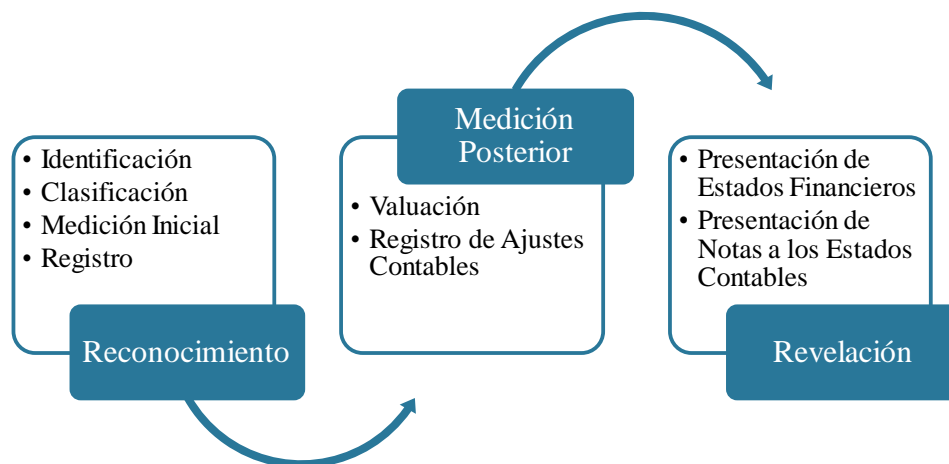 • Identificación
• Clasificación
• Medición Inicial
• Registro
Reconocimiento
Medición
Posterior
• Valuación
• Registro de Ajustes
Contables
• Presentación de
Estados Financieros
• Presentación de
Notas a los Estados
Contables
Revelación